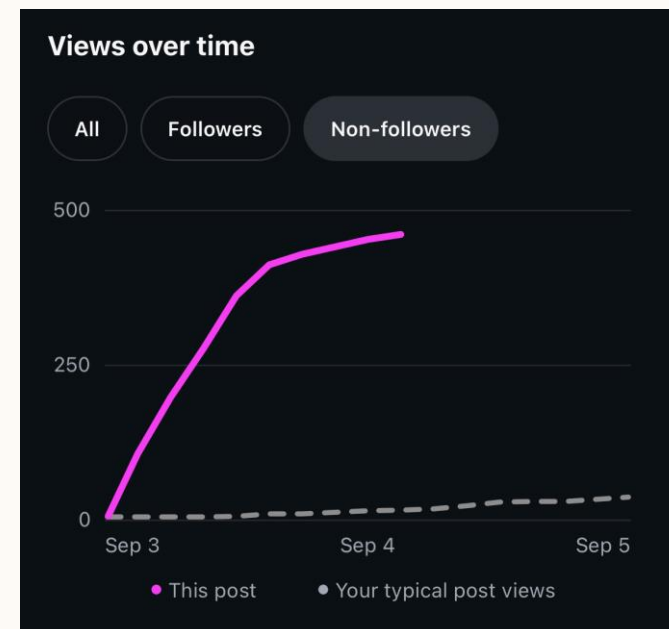 Views over time
All Followers Non-followers
500
250
0
Sep 3 Sep 4 Sep 5
This post Your typical post views